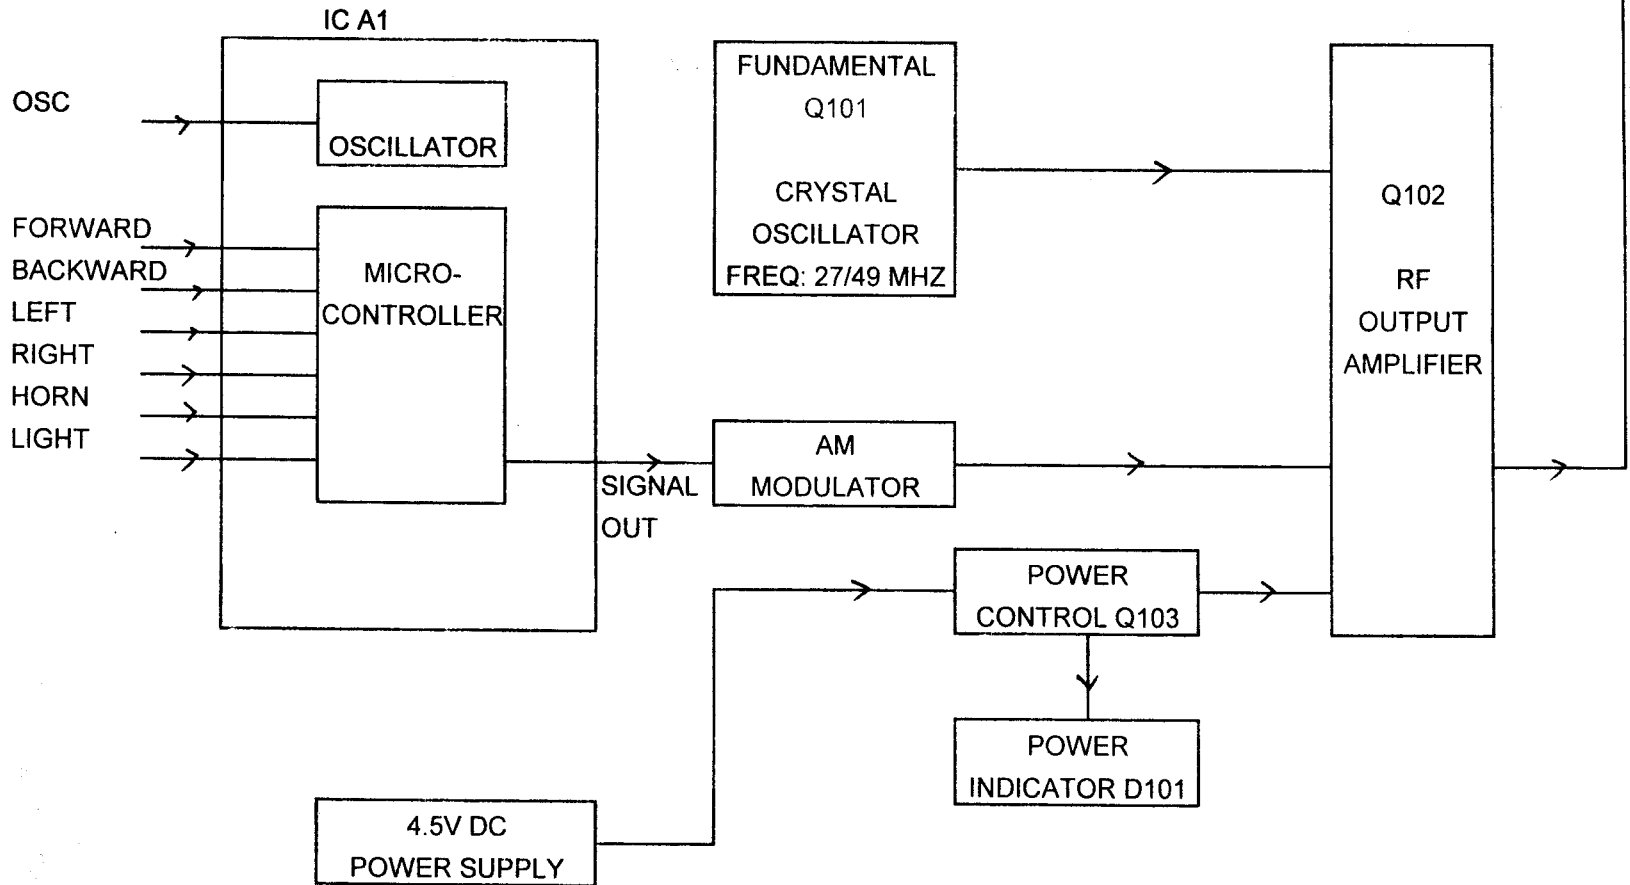 IC A1
OSC
OSCILLATOR
FORWARD
BACKWARD
LEFT
RIGHT
HORN
LIGHT
MICRO-
CONTROLLER
SIGNAL
OUT
FUNDAMENTAL
Q101
CRYSTAL
OSCILLATOR
FREQ: 27/49 MHZ
AM
MODULATOR
Q102
RF
OUTPUT
AMPLIFIER
POWER
CONTROL Q103
POWER
INDICATOR D101
4.5V DC
POWER SUPPLY